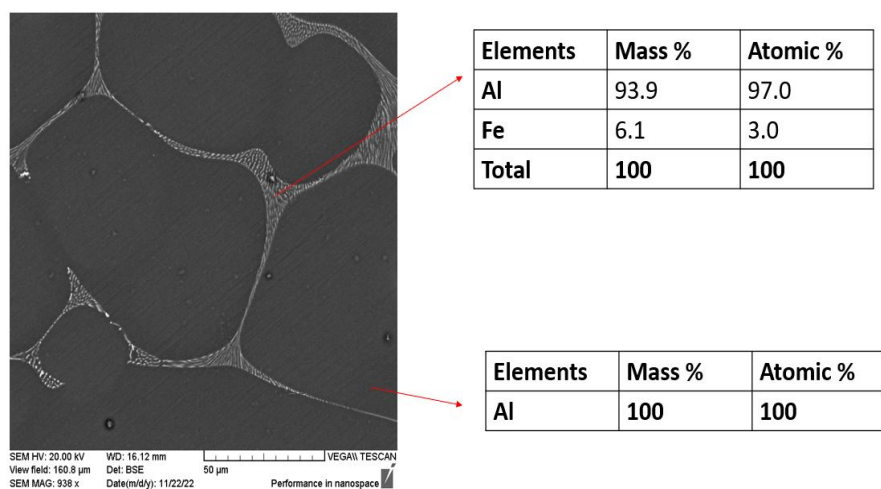 Elements Mass % Atomic %
Al 93.9 97.0
Fe 6.1 3.0
Total 100 100
Elements Mass % Atomic %
Al 100 100
SEM HV: 20.00 kV WD: 16.12 mm VEGA\\ TESCAN
View field: 160.8 µm Det: BSE 50 µm
SEM MAG: 938 x Date(m/d/y): 11/22/22 Performance in nanospace